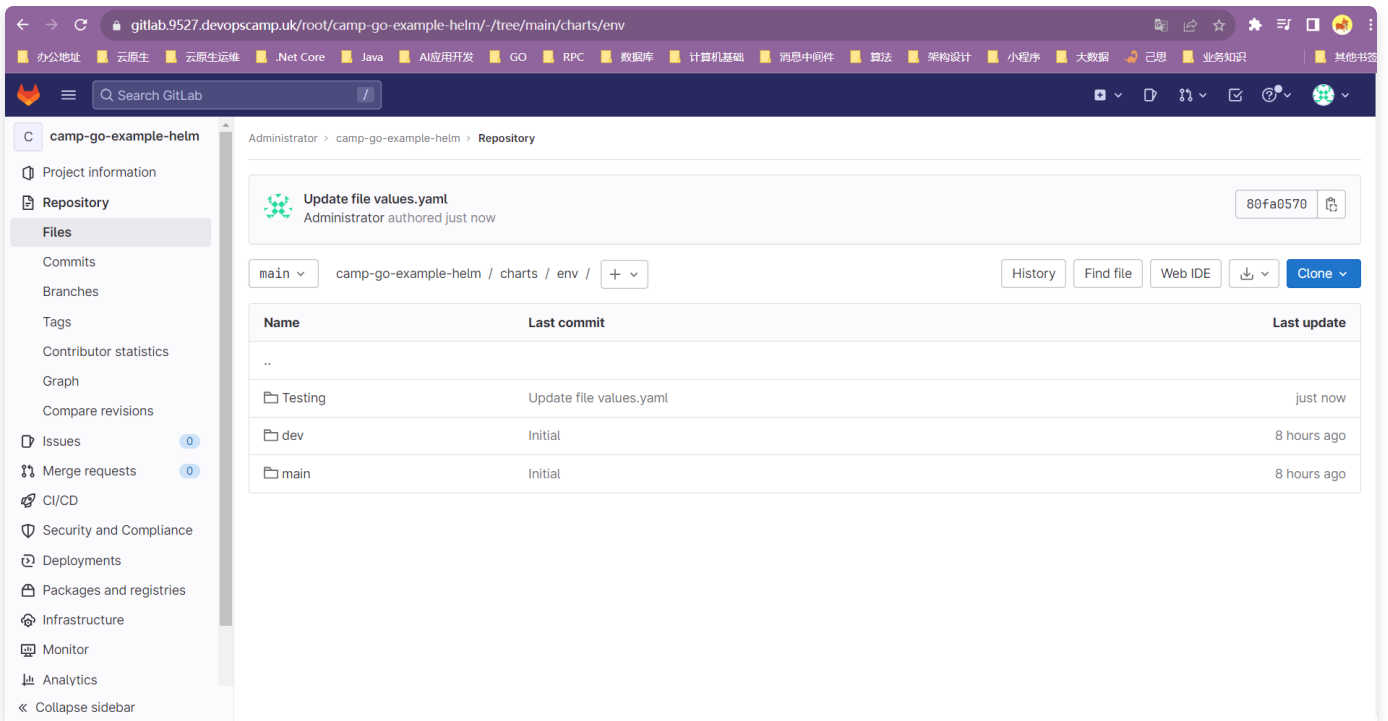 gitlab.9527.devopscamp.uk/root/camp-go-example-helm/-/tree/main/charts/env
办公地址 云原生 云原生运维 .Net Core Java AI应用开发 GO RPC 数据库 计算机基础 消息中间件 算法 架构设计 小程序 大数据 己思 业务知识 其他书签
Search GitLab /
C camp-go-example-helm
Project information
Repository
Files
Commits
Branches
Tags
Contributor statistics
Graph
Compare revisions
Issues 0
Merge requests 0
CI/CD
Security and Compliance
Deployments
Packages and registries
Infrastructure
Monitor
Analytics
Collapse sidebar
Administrator › camp-go-example-helm › Repository
Update file values.yaml
Administrator authored just now
80fa0570
main camp-go-example-helm / charts / env / + History Find file Web IDE Clone
Name Last commit Last update
..
Testing Update file values.yaml just now
dev Initial 8 hours ago
main Initial 8 hours ago